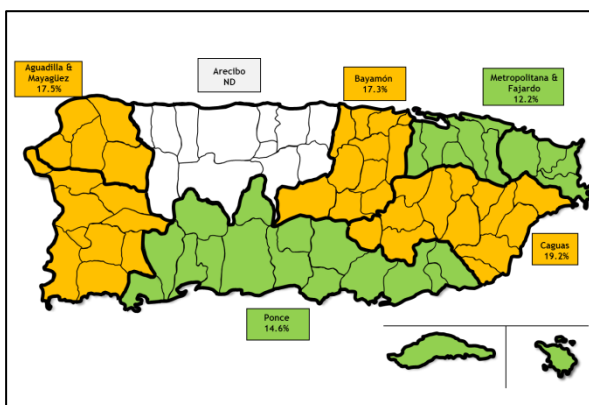 Aguadilla &
Mayagüez
17.5%
Arecibo
ND
Bayamón
17.3%
Metropolitana &
Fajardo
12.2%
Caguas
19.2%
Ponce
14.6%